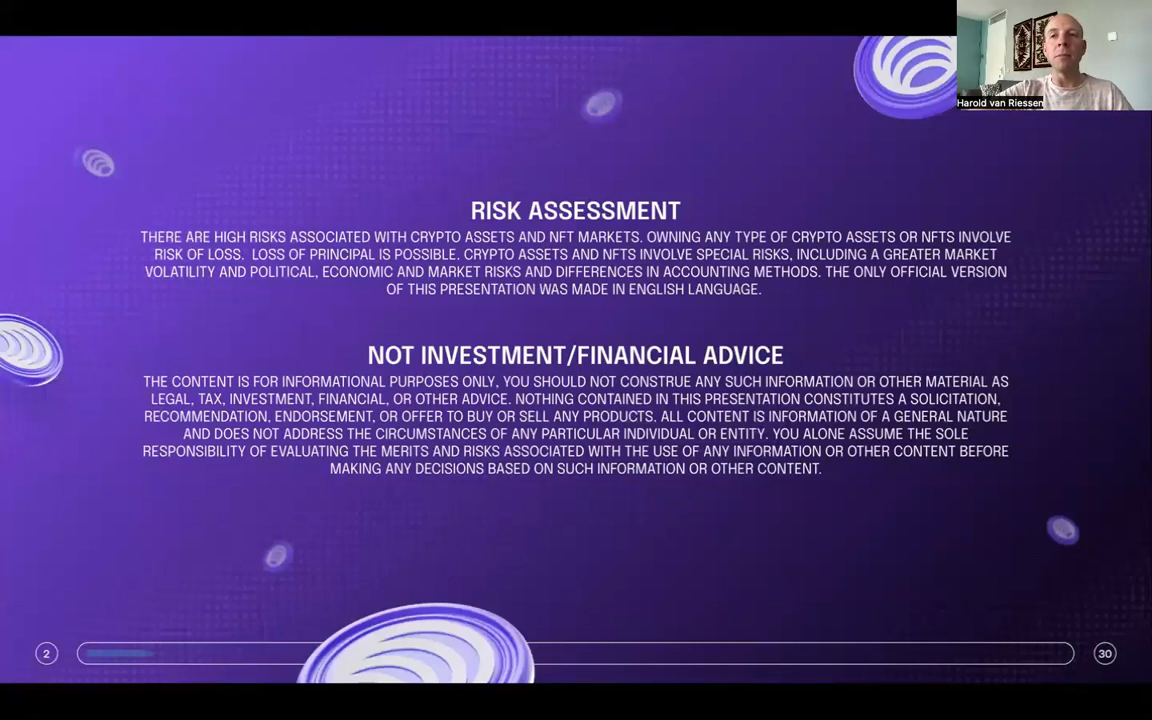 Harold van Riessen
RISK ASSESSMENT
THERE ARE HIGH RISKS ASSOCIATED WITH CRYPTO ASSETS AND NFT MARKETS. OWNING ANY TYPE OF CRYPTO ASSETS OR NFTS INVOLVE
RISK OF LOSS.  LOSS OF PRINCIPAL IS POSSIBLE. CRYPTO ASSETS AND NFTS INVOLVE SPECIAL RISKS, INCLUDING A GREATER MARKET
VOLATILITY AND POLITICAL, ECONOMIC AND MARKET RISKS AND DIFFERENCES IN ACCOUNTING METHODS. THE ONLY OFFICIAL VERSION
OF THIS PRESENTATION WAS MADE IN ENGLISH LANGUAGE.
NOT INVESTMENT/FINANCIAL ADVICE
THE CONTENT IS FOR INFORMATIONAL PURPOSES ONLY, YOU SHOULD NOT CONSTRUE ANY SUCH INFORMATION OR OTHER MATERIAL AS
LEGAL, TAX, INVESTMENT, FINANCIAL, OR OTHER ADVICE. NOTHING CONTAINED IN THIS PRESENTATION CONSTITUTES A SOLICITATION,
RECOMMENDATION, ENDORSEMENT, OR OFFER TO BUY OR SELL ANY PRODUCTS. ALL CONTENT IS INFORMATION OF A GENERAL NATURE
AND DOES NOT ADDRESS THE CIRCUMSTANCES OF ANY PARTICULAR INDIVIDUAL OR ENTITY. YOU ALONE ASSUME THE SOLE
RESPONSIBILITY OF EVALUATING THE MERITS AND RISKS ASSOCIATED WITH THE USE OF ANY INFORMATION OR OTHER CONTENT BEFORE
MAKING ANY DECISIONS BASED ON SUCH INFORMATION OR OTHER CONTENT.
2
30